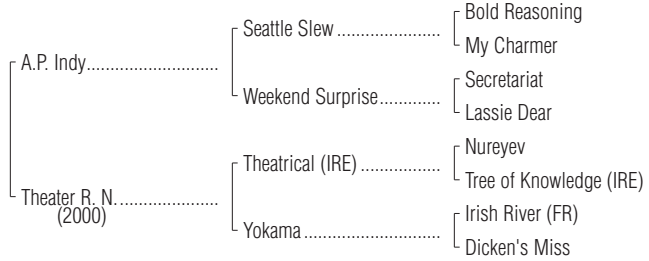 Bold Reasoning
Seattle Slew
My Charmer
A.P. Indy
Secretariat
Weekend Surprise
Lassie Dear
Nureyev
Theatrical (IRE)
Tree of Knowledge (IRE)
Theater R. N.
(2000)
Irish River (FR)
Yokama
Dicken's Miss